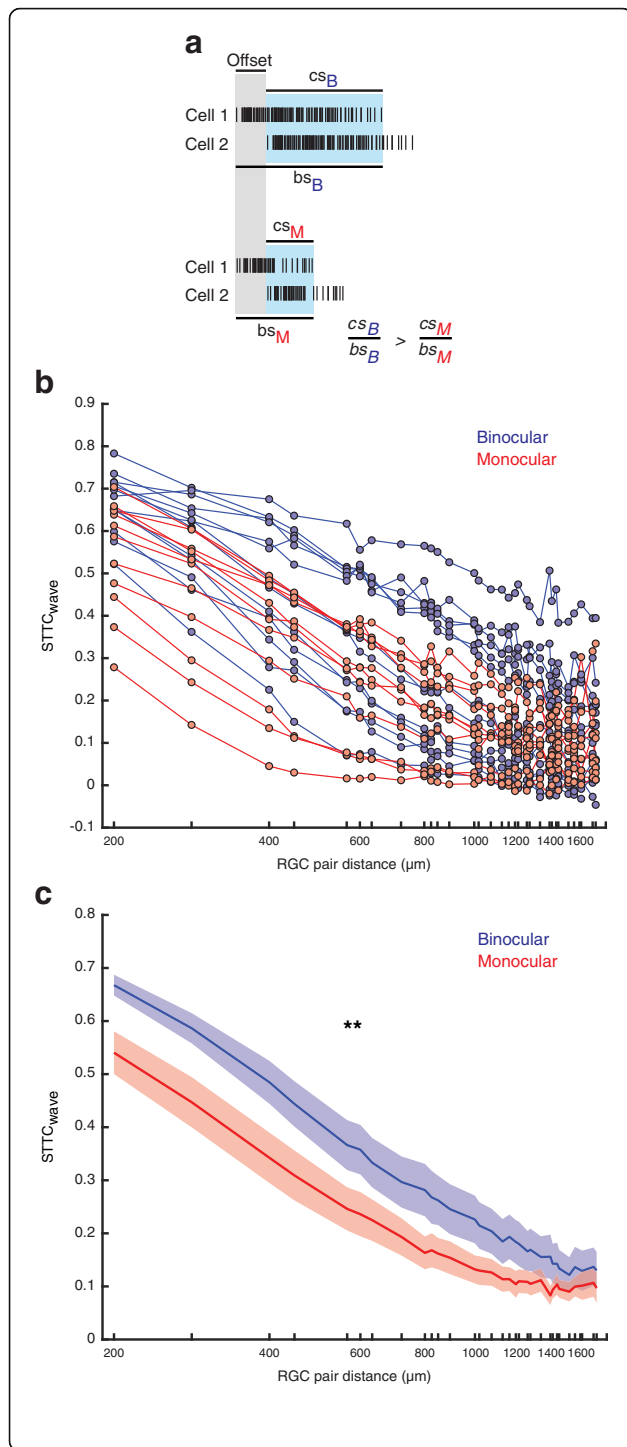 a
Offset
csB
Cell 1
Cell 2
bsB
csM
Cell 1
Cell 2
bsM
csB / bsB > csM / bsM
b
0.9
0.8
0.7
0.6
0.5
0.4
0.3
0.2
0.1
0
-0.1
STTCwave
Binocular
Monocular
200 400 600 800 1000 1200 1400 1600
RGC pair distance (µm)
c
0.8
0.7
0.6
0.5
0.4
0.3
0.2
0.1
0
STTCwave
Binocular
Monocular
**
200 400 600 800 1000 1200 1400 1600
RGC pair distance (µm)